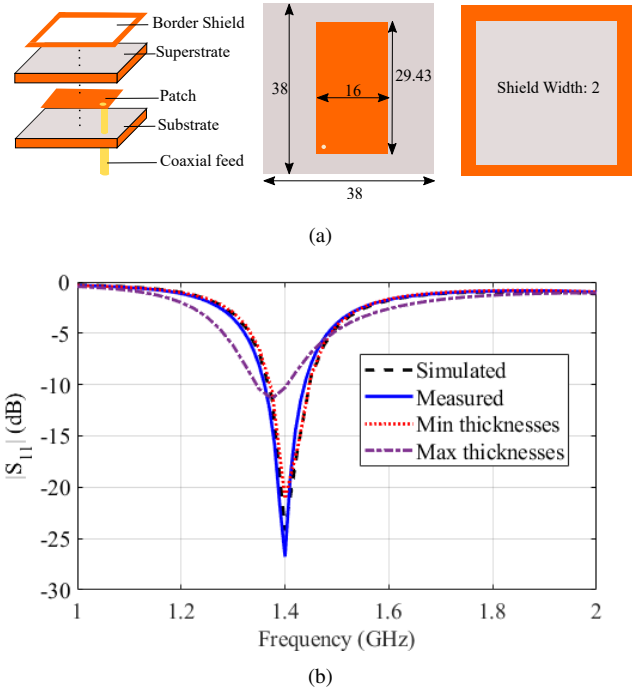 Border Shield
Superstrate
Patch
Substrate
Coaxial feed
38
16
29.43
38
Shield Width: 2
(a)
0
-5
-10
-15
-20
-25
-30
|S11| (dB)
Simulated
Measured
Min thicknesses
Max thicknesses
1
1.2
1.4
1.6
1.8
2
Frequency (GHz)
(b)